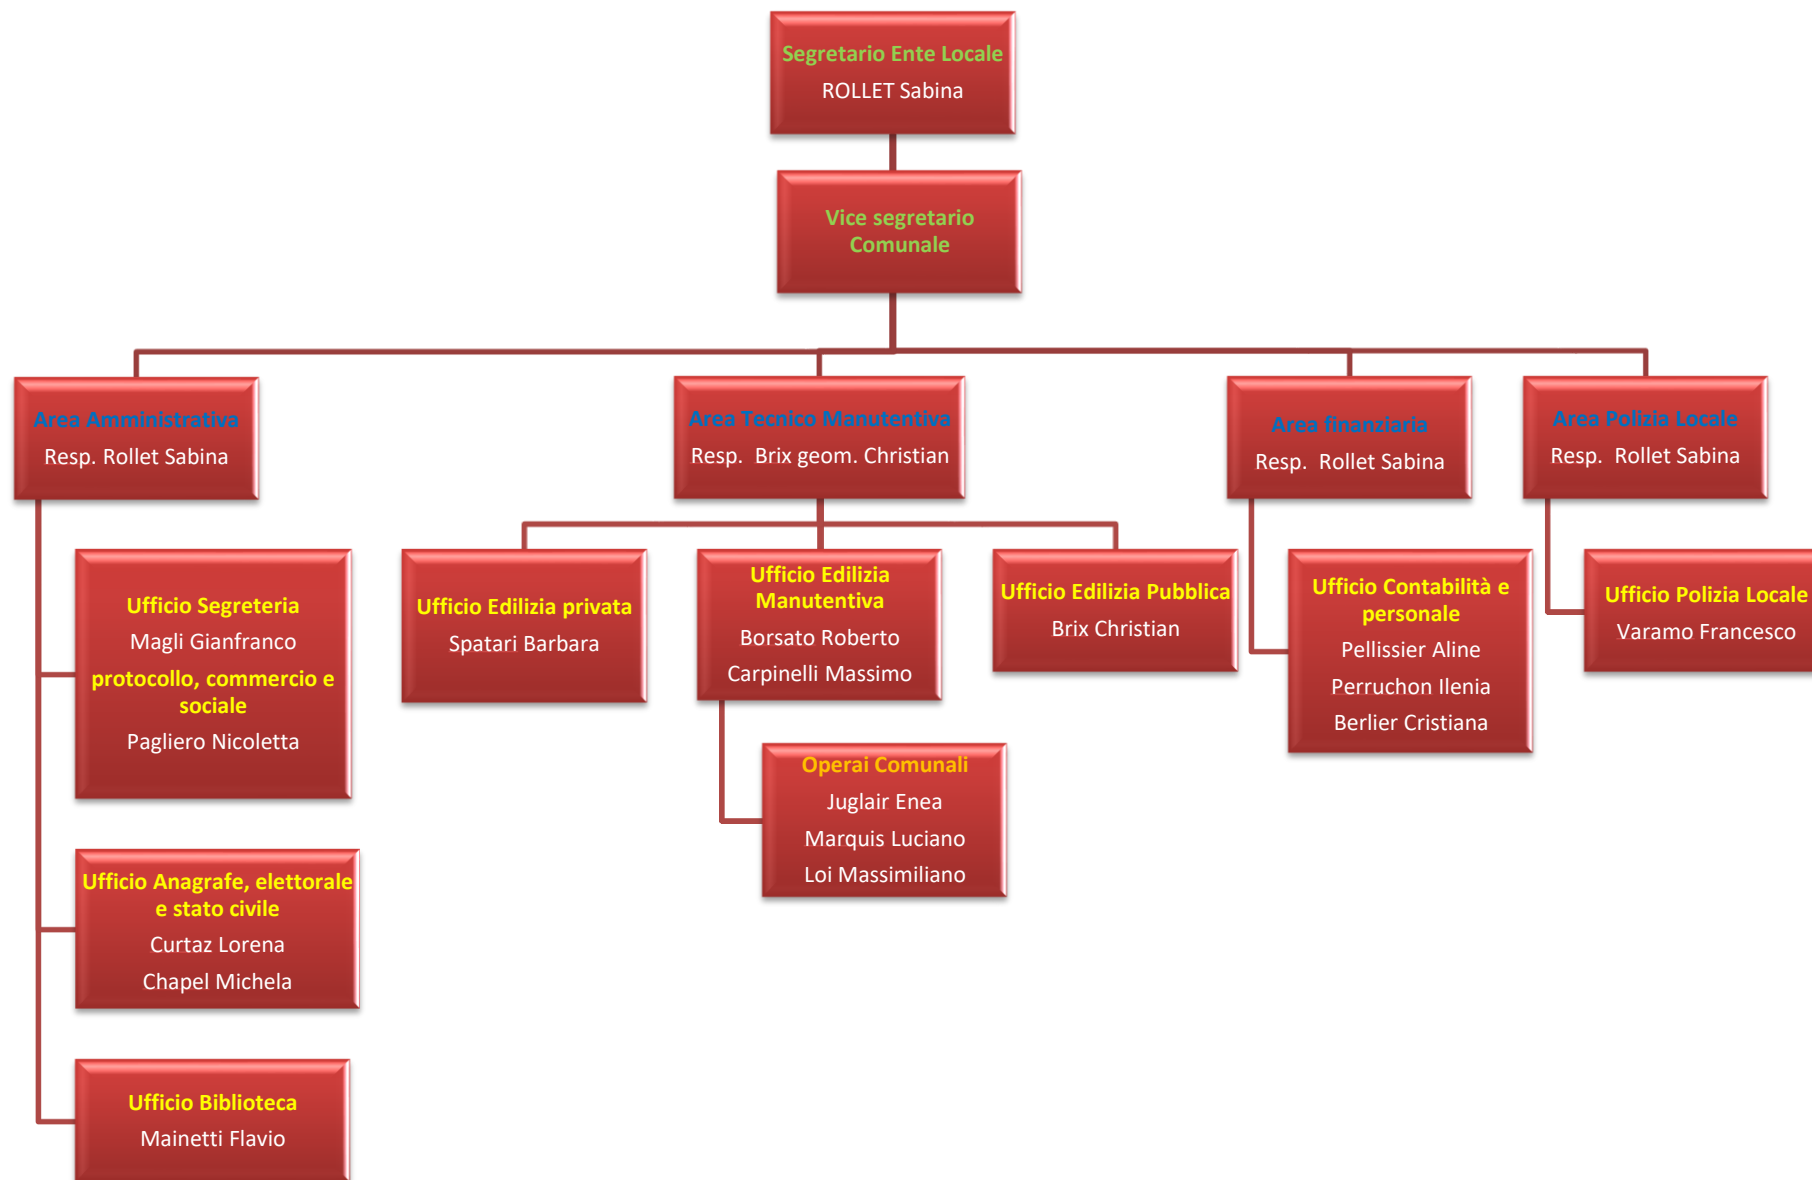 Segretario Ente Locale
ROLLET Sabina
Vice segretario
Comunale
Area Amministrativa
Resp. Rollet Sabina
Area Tecnico Manutentiva
Resp.  Brix geom. Christian
Area finanziaria
Resp.  Rollet Sabina
Area Polizia Locale
Resp.  Rollet Sabina
Ufficio Segreteria
Magli Gianfranco
protocollo, commercio e
sociale
Pagliero Nicoletta
Ufficio Anagrafe, elettorale
e stato civile
Curtaz Lorena
Chapel Michela
Ufficio Biblioteca
Mainetti Flavio
Ufficio Edilizia privata
Spatari Barbara
Ufficio Edilizia
Manutentiva
Borsato Roberto
Carpinelli Massimo
Operai Comunali
Juglair Enea
Marquis Luciano
Loi Massimiliano
Ufficio Edilizia Pubblica
Brix Christian
Ufficio Contabilità e
personale
Pellissier Aline
Perruchon Ilenia
Berlier Cristiana
Ufficio Polizia Locale
Varamo Francesco